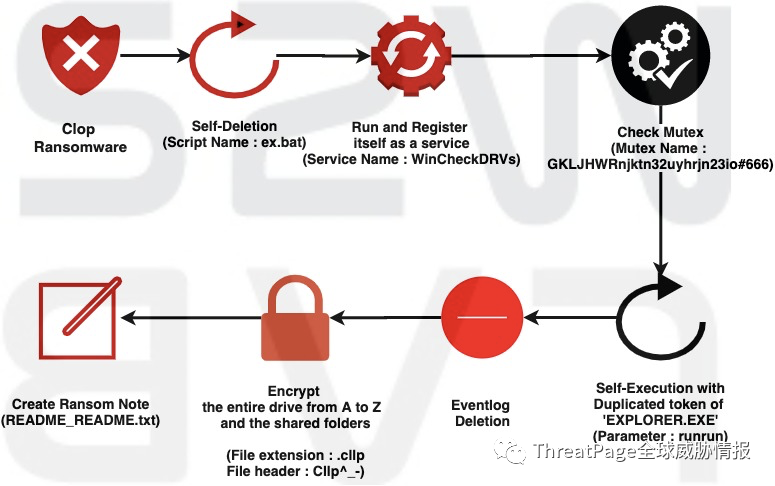 Clop
Ransomware
Self-Deletion
(Script Name : ex.bat)
Run and Register
itself as a service
(Service Name : WinCheckDRVs)
Check Mutex
(Mutex Name :
GKLJHWRnjktn32uyhrjn23io#666)
Self-Execution with
Duplicated token of
'EXPLORER.EXE'
(Parameter : runrun)
Eventlog
Deletion
Encrypt
the entire drive from A to Z
and the shared folders
(File extension : .cllp
File header : Cllp^_-)
Create Ransom Note
(README_README.txt)
S2W
LAB
ThreatPage全球威胁情报